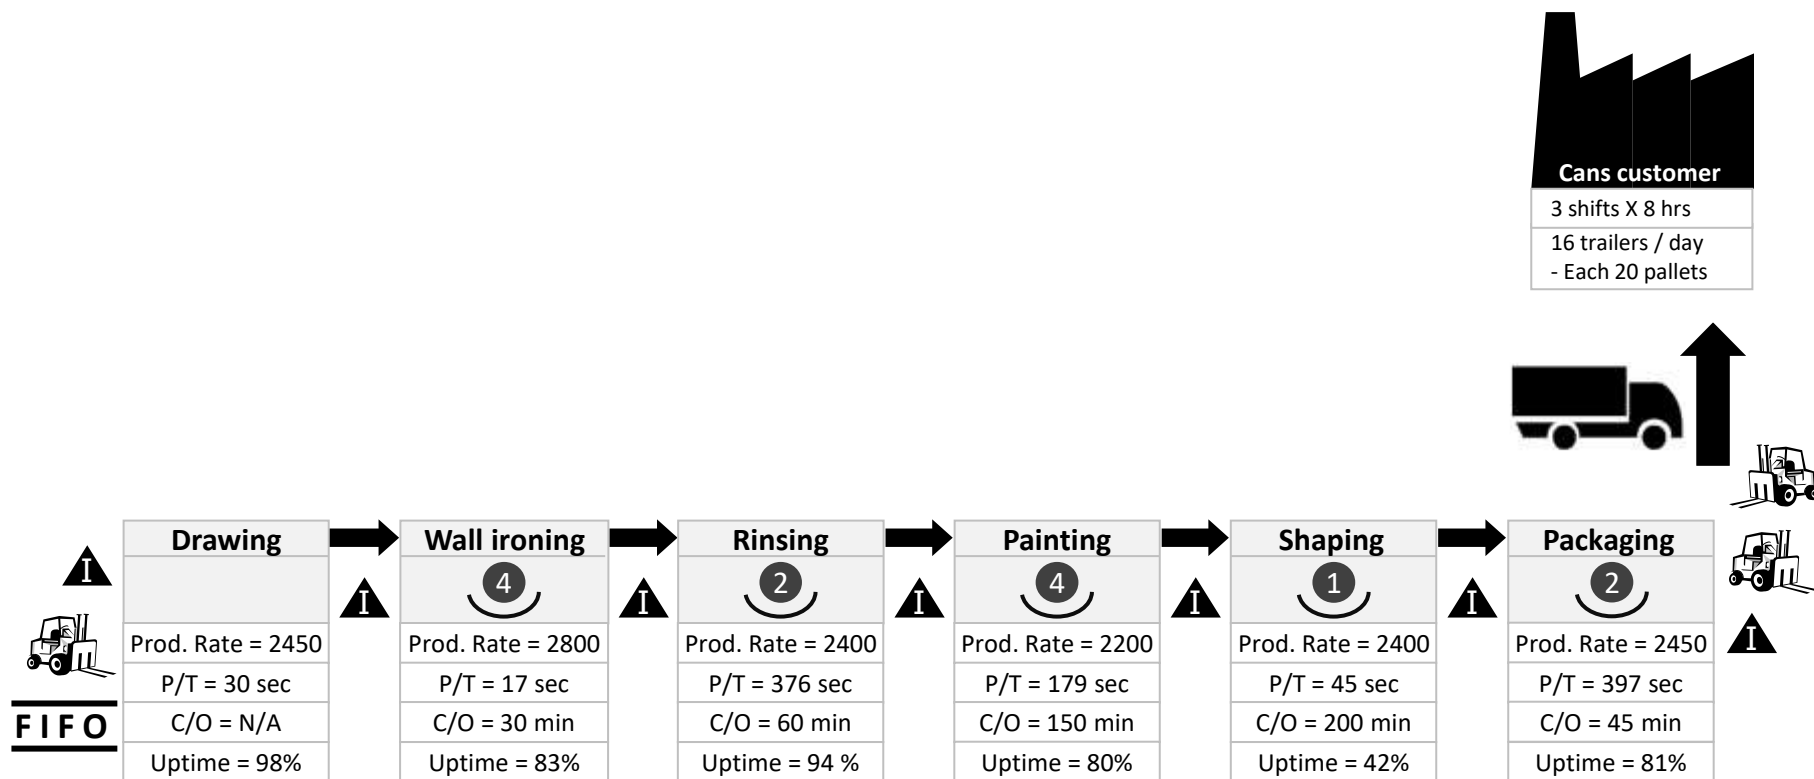 Cans customer
3 shifts X 8 hrs
16 trailers / day
- Each 20 pallets
I
FIFO
Drawing
Prod. Rate = 2450
P/T = 30 sec
C/O = N/A
Uptime = 98%
I
Wall ironing
4
Prod. Rate = 2800
P/T = 17 sec
C/O = 30 min
Uptime = 83%
I
Rinsing
2
Prod. Rate = 2400
P/T = 376 sec
C/O = 60 min
Uptime = 94 %
I
Painting
4
Prod. Rate = 2200
P/T = 179 sec
C/O = 150 min
Uptime = 80%
I
Shaping
1
Prod. Rate = 2400
P/T = 45 sec
C/O = 200 min
Uptime = 42%
I
Packaging
2
Prod. Rate = 2450
P/T = 397 sec
C/O = 45 min
Uptime = 81%
I